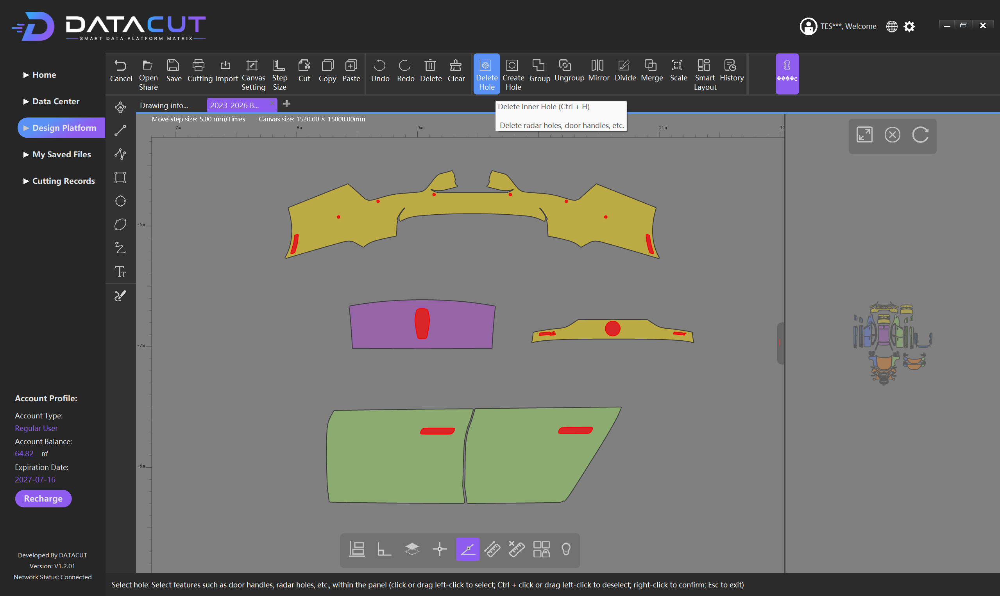 DATACUT
SMART DATA PLATFORM MATRIX
TES***, Welcome
Home
Data Center
Design Platform
My Saved Files
Cutting Records
Cancel
Open Share
Save
Cutting
Import
Canvas Setting
Step Size
Cut
Copy
Paste
Undo
Redo
Delete
Clear
Delete Hole
Create Hole
Group
Ungroup
Mirror
Divide
Merge
Scale
Smart Layout
History
����c
Drawing info...
2023-2026 B...
Delete Inner Hole (Ctrl + H)
Delete radar holes, door handles, etc.
Move step size: 5.00 mm/Times
Canvas size: 1520.00 × 15000.00mm
7m
8m
9m
11m
12
-6m
-7m
-8m
Account Profile:
Account Type:
Regular User
Account Balance:
64.82 ㎡
Expiration Date:
2027-07-16
Recharge
Developed By DATACUT
Version: V1.2.01
Network Status: Connected
Select hole: Select features such as door handles, radar holes, etc., within the panel (click or drag left-click to select; Ctrl + click or drag left-click to deselect; right-click to confirm; Esc to exit)